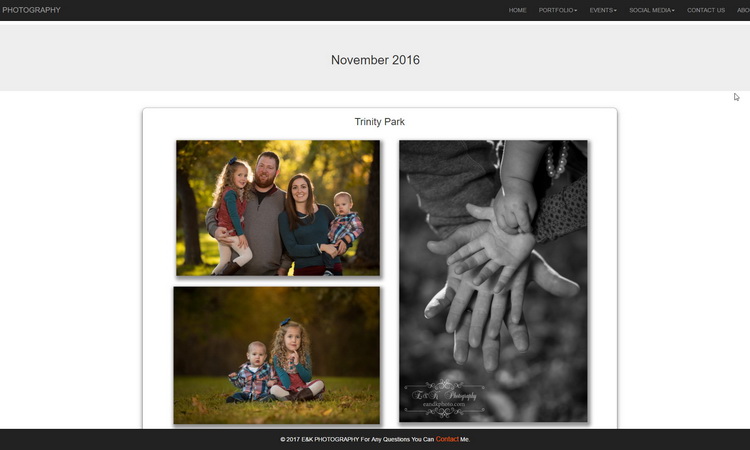 PHOTOGRAPHY
HOME PORTFOLIO EVENTS SOCIAL MEDIA CONTACT US ABO
November 2016
Trinity Park
E&K Photography
eandkphoto.com
© 2017 E&K PHOTOGRAPHY For Any Questions You Can Contact Me.